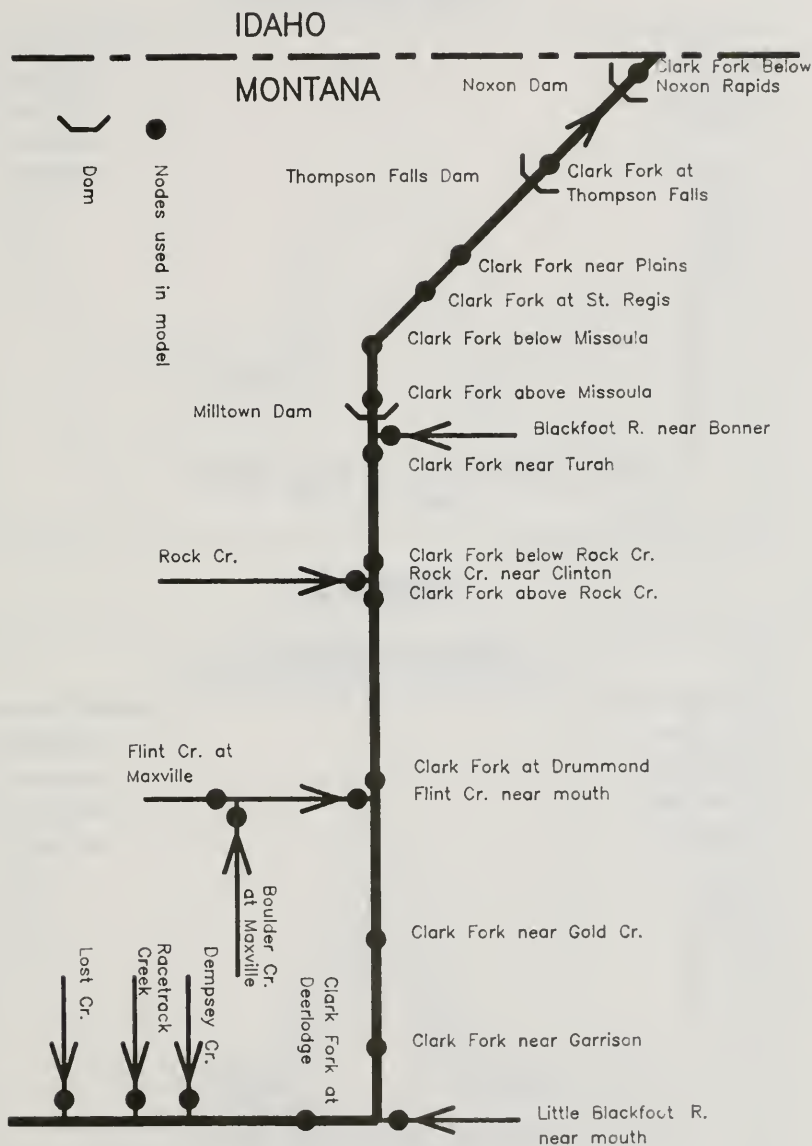 IDAHO
MONTANA
Noxon Dam
Clark Fork Below
Noxon Rapids
Dam
Nodes used in model
Thompson Falls Dam
Clark Fork at
Thompson Falls
Clark Fork near Plains
Clark Fork at St. Regis
Clark Fork below Missoula
Clark Fork above Missoula
Milltown Dam
Blackfoot R. near Bonner
Clark Fork near Turah
Rock Cr.
Clark Fork below Rock Cr.
Rock Cr. near Clinton
Clark Fork above Rock Cr.
Flint Cr. at
Maxville
Clark Fork at Drummond
Flint Cr. near mouth
Boulder Cr.
at Maxville
Clark Fork near Gold Cr.
Lost Cr.
Racetrack
Creek
Dempsey Cr.
Clark Fork at
Deerlodge
Clark Fork near Garrison
Little Blackfoot R.
near mouth